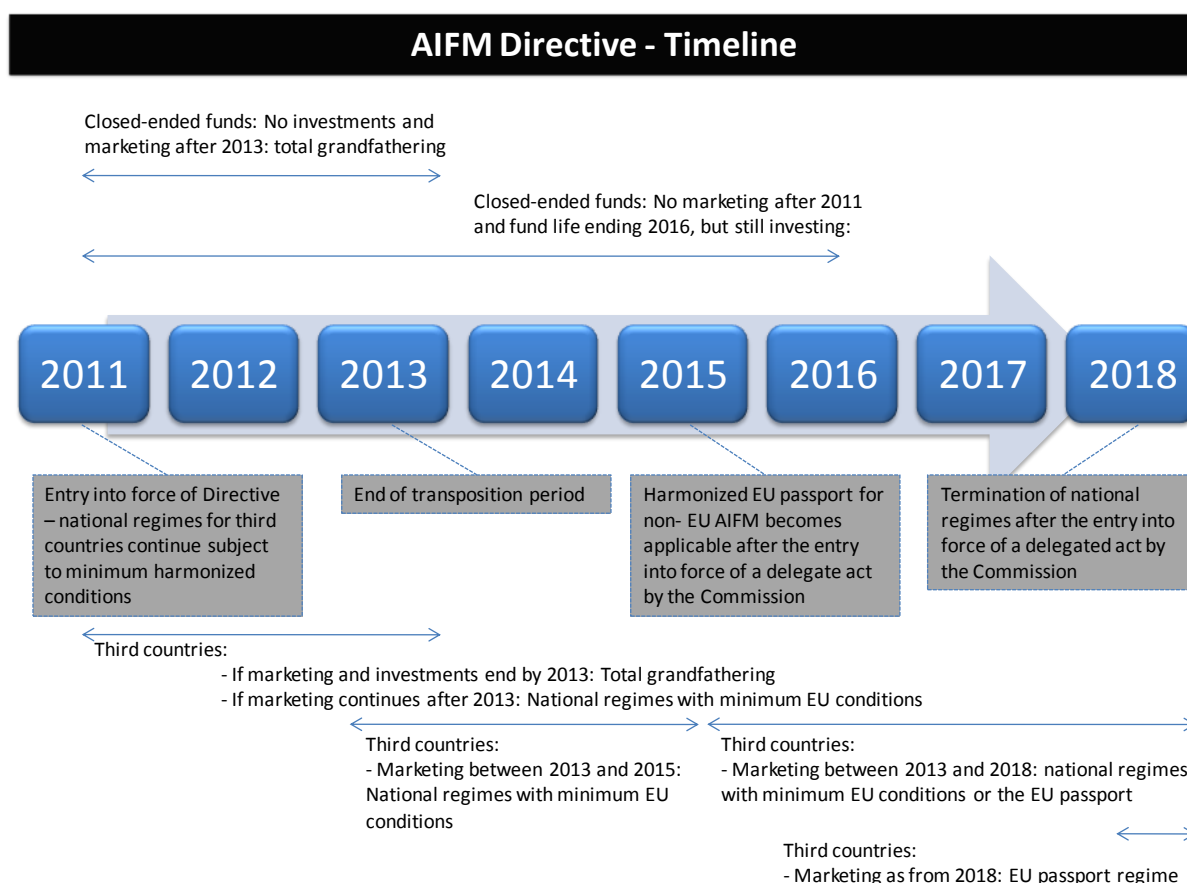 AIFM Directive - Timeline
Closed-ended funds: No investments and
marketing after 2013: total grandfathering
Closed-ended funds: No marketing after 2011
and fund life ending 2016, but still investing:
2011
2012
2013
2014
2015
2016
2017
2018
Entry into force of Directive
– national regimes for third
countries continue subject
to minimum harmonized
conditions
End of transposition period
Harmonized EU passport for
non- EU AIFM becomes
applicable after the entry
into force of a delegate act
by the Commission
Termination of national
regimes after the entry into
force of a delegated act by
the Commission
Third countries:
- If marketing and investments end by 2013: Total grandfathering
- If marketing continues after 2013: National regimes with minimum EU conditions
Third countries:
- Marketing between 2013 and 2015:
National regimes with minimum EU
conditions
Third countries:
- Marketing between 2013 and 2018: national regimes
with minimum EU conditions or the EU passport
Third countries:
- Marketing as from 2018: EU passport regime